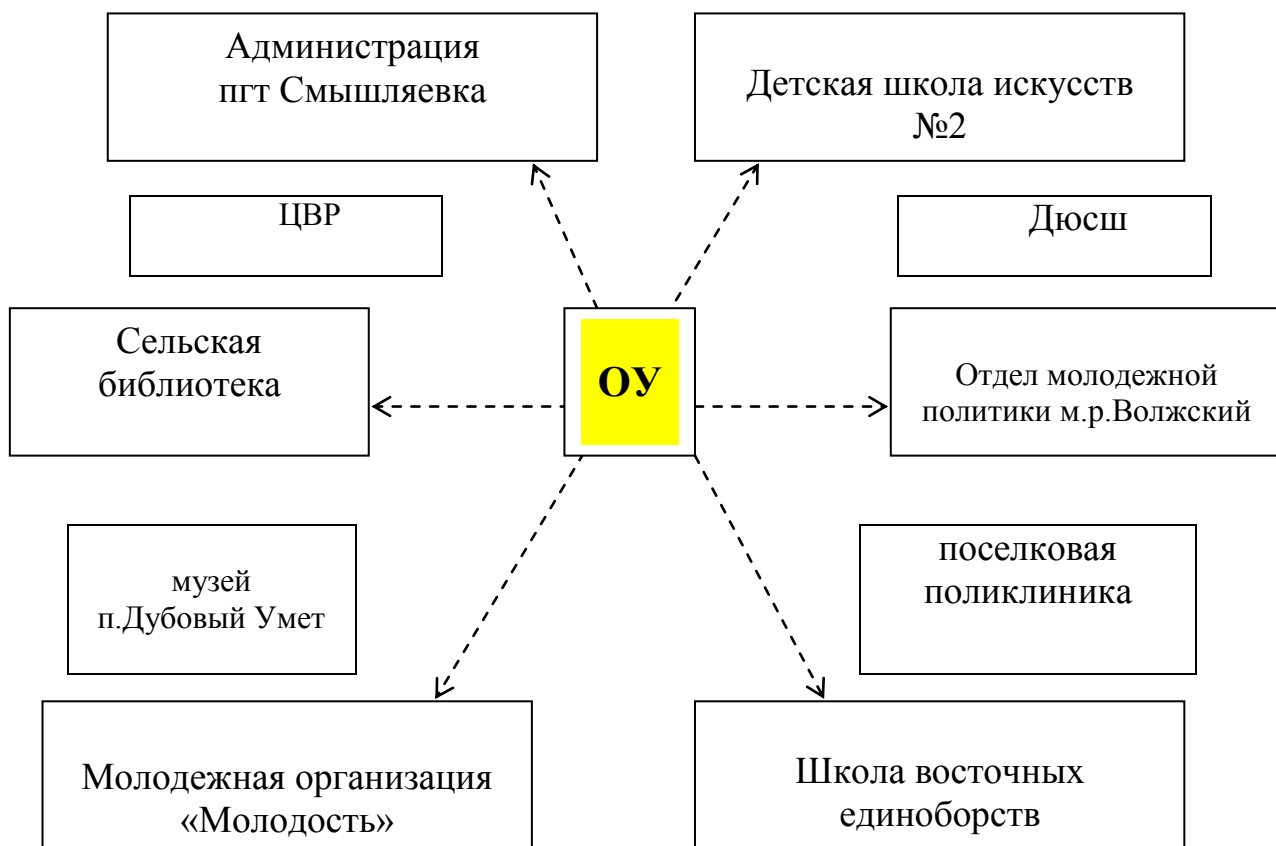 Администрация
пгт Смышляевка
Детская школа искусств
№2
ЦВР
Дюсш
Сельская
библиотека
ОУ
Отдел молодежной
политики м.р.Волжский
музей
п.Дубовый Умет
поселковая
поликлиника
Молодежная организация
«Молодость»
Школа восточных
единоборств